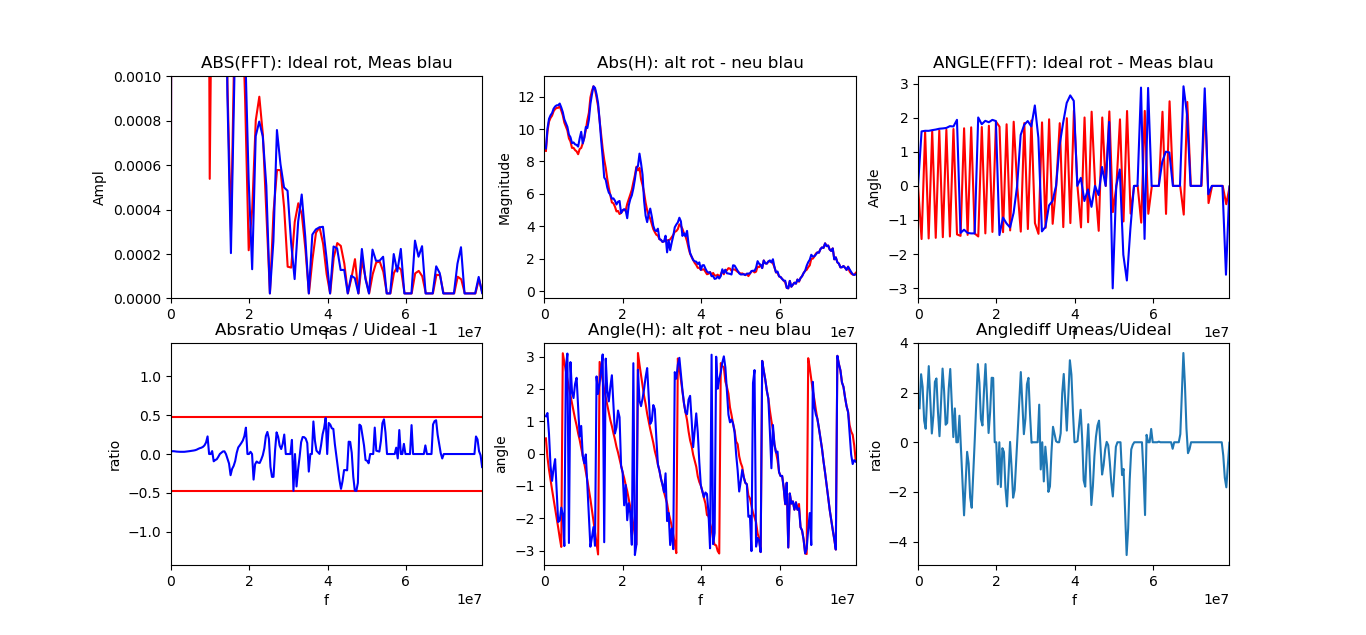 ABS(FFT): Ideal rot, Meas blau
Ampl
0.0010
0.0008
0.0006
0.0004
0.0002
0.0000
0 2 4 6
1e7
f
Abs(H): alt rot - neu blau
Magnitude
12
10
8
6
4
2
0
0 2 4 6
1e7
f
ANGLE(FFT): Ideal rot - Meas blau
Angle
3
2
1
0
−1
−2
−3
0 2 4 6
1e7
f
Absratio Umeas / Uideal -1
ratio
1.0
0.5
0.0
−0.5
−1.0
0 2 4 6
1e7
f
Angle(H): alt rot - neu blau
angle
3
2
1
0
−1
−2
−3
0 2 4 6
1e7
f
Anglediff Umeas/Uideal
ratio
4
2
0
−2
−4
0 2 4 6
1e7
f